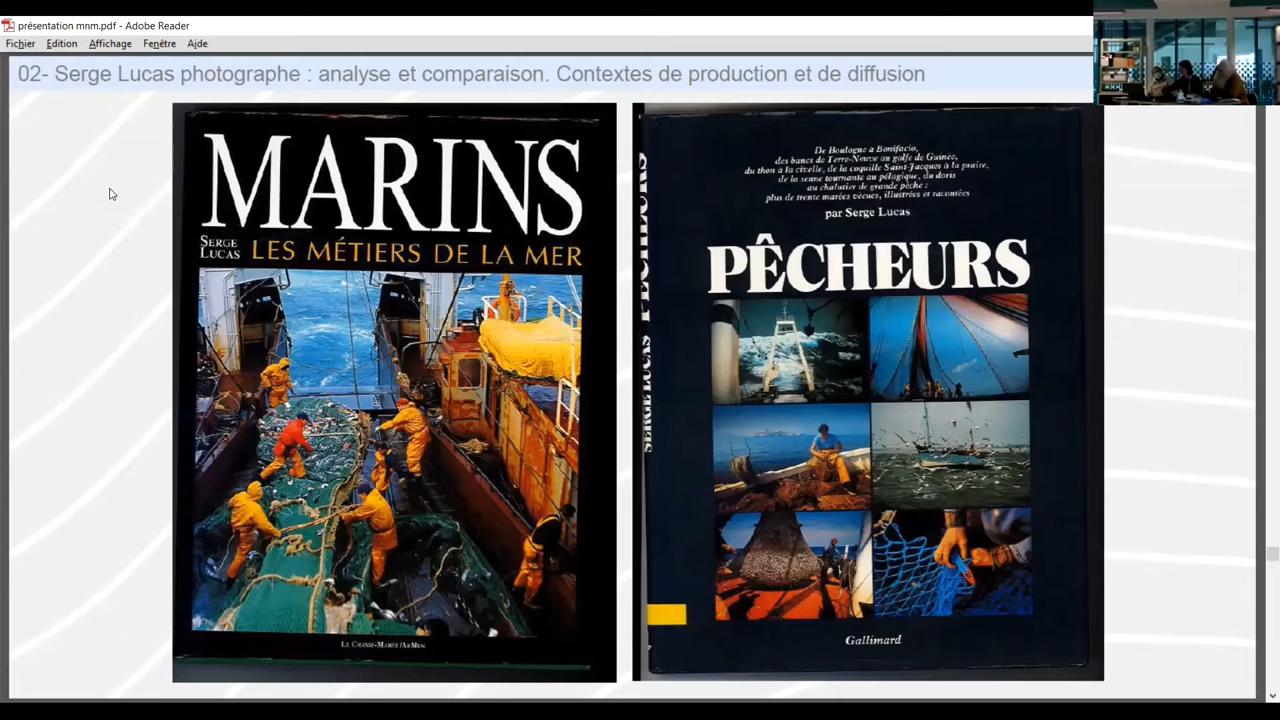 présentation mnm.pdf - Adobe Reader
Fichier Edition Affichage Fenêtre Aide
02- Serge Lucas photographe : analyse et comparaison. Contextes de production et de diffusion
MARINS
SERGE
LUCAS
LES MÉTIERS DE LA MER
LE CHASSE-MARÉE/ARMEN
SERGE LUCAS PÊCHEURS
De Boulogne à Bonifacio,
des bancs de Terre-Neuve au golfe de Guinée,
du thon à la civelle, de la coquille Saint-Jacques à la praire,
de la senne tournante au pélagique, du doris
au chalutier de grande pêche :
plus de trente marées vécues, illustrées et racontées
par Serge Lucas
PÊCHEURS
Gallimard